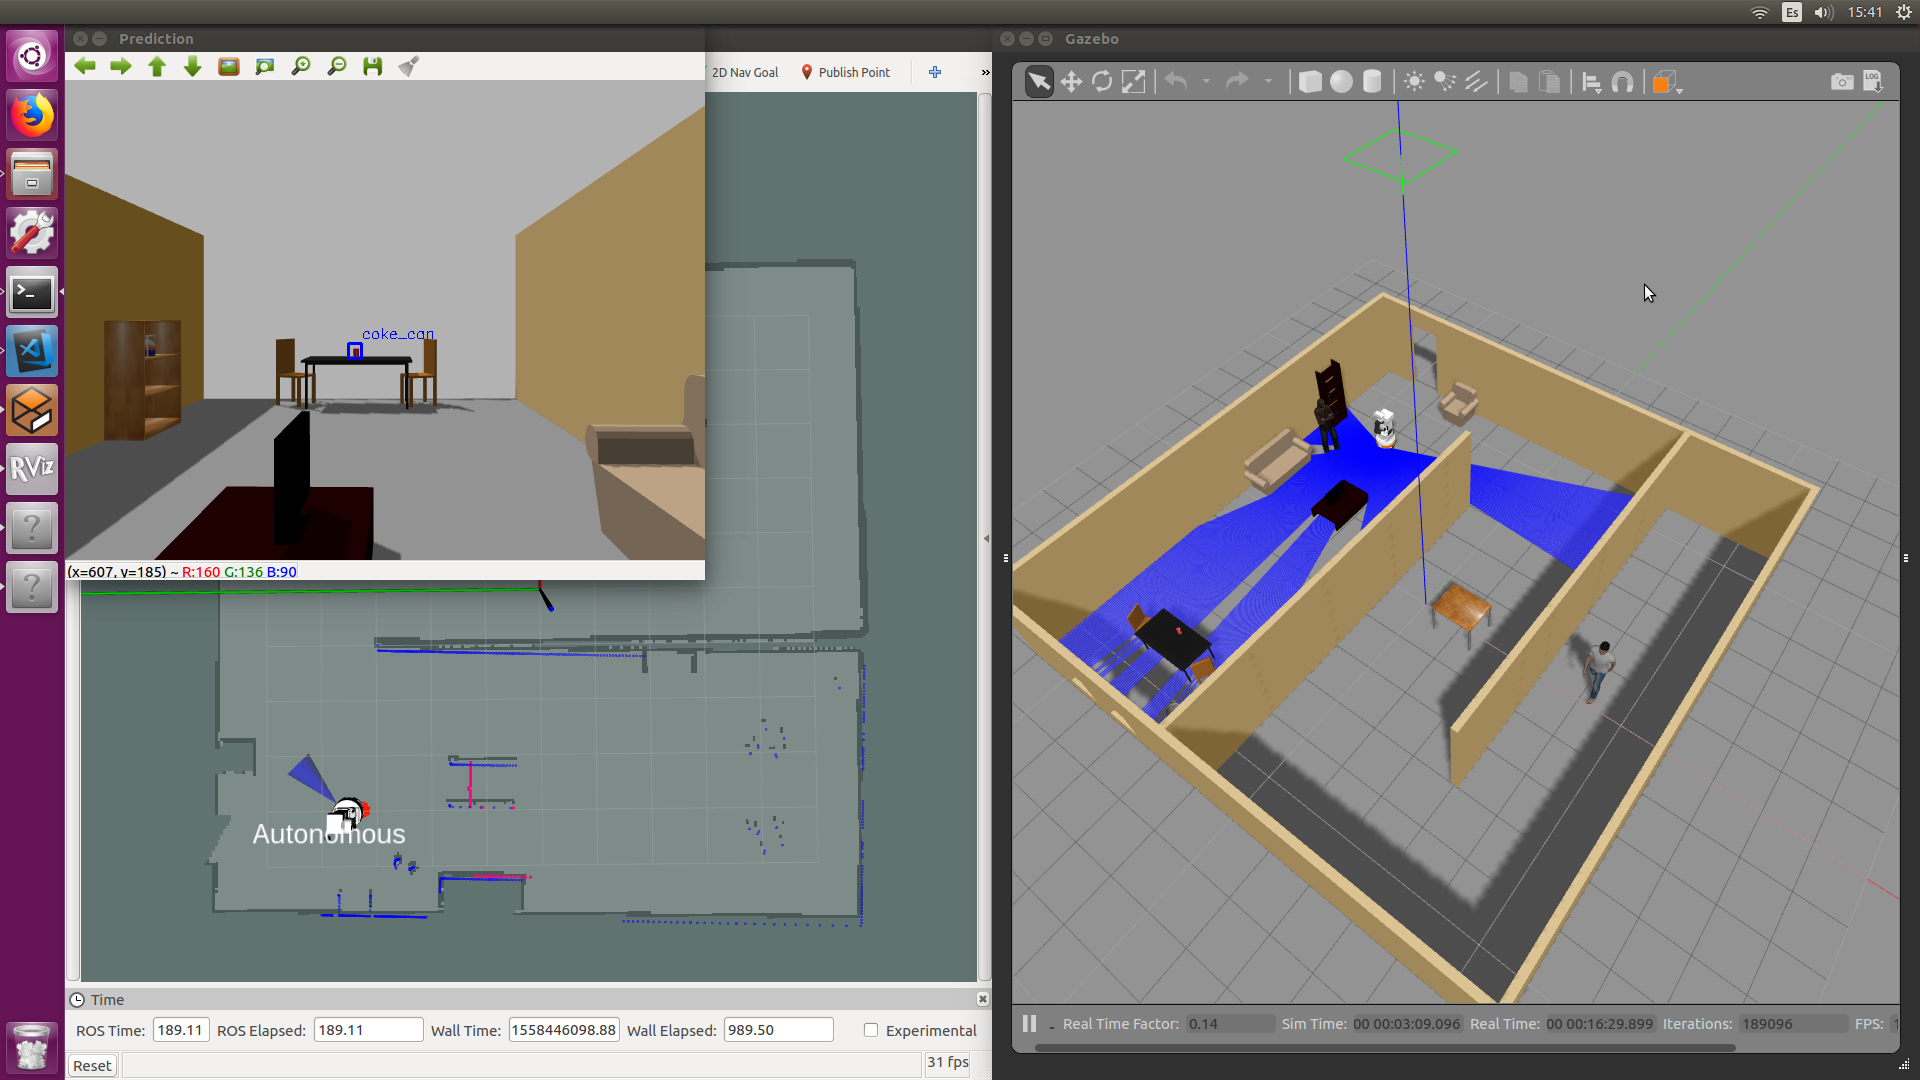 Es
15:41
Prediction
2D Nav Goal
Publish Point
»
coke_can
(x=607, y=185) ~ R:160 G:136 B:90
Autonomous
RViz
Time
ROS Time: 189.11 ROS Elapsed: 189.11 Wall Time: 1558446098.88 Wall Elapsed: 989.50 Experimental
Reset
31 fps
Gazebo
LOG
Real Time Factor: 0.14 Sim Time: 00 00:03:09.096 Real Time: 00 00:16:29.899 Iterations: 189096 FPS: